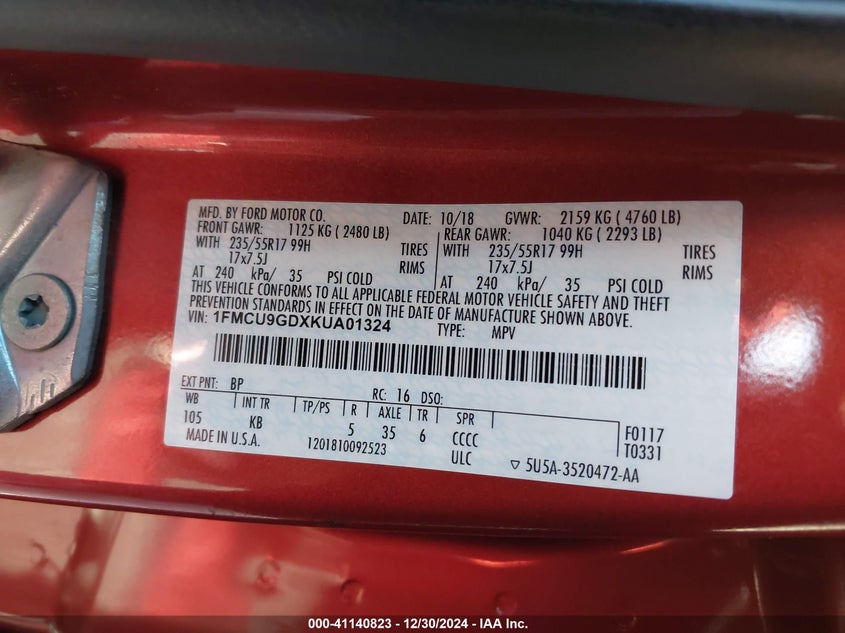 MFD. BY FORD MOTOR CO. DATE: 10/18 GVWR: 2159 KG ( 4760 LB)
FRONT GAWR: 1125 KG ( 2480 LB) REAR GAWR: 1040 KG ( 2293 LB)
WITH 235/55R17 99H TIRES WITH 235/55R17 99H TIRES
17x7.5J RIMS 17x7.5J RIMS
AT 240 kPa/ 35 PSI COLD AT 240 kPa/ 35 PSI COLD
THIS VEHICLE CONFORMS TO ALL APPLICABLE FEDERAL MOTOR VEHICLE SAFETY AND THEFT
PREVENTION STANDARDS IN EFFECT ON THE DATE OF MANUFACTURE SHOWN ABOVE.
VIN: 1FMCU9GDXKUA01324 TYPE: MPV
EXT PNT: BP RC: 16 DSO:
WB INT TR TP/PS R AXLE TR SPR F0117
105 KB 5 35 6 CCCC T0331
MADE IN U.S.A. 1201810092523 ULC ▽ 5U5A-3520472-AA
000-41140823 – 12/30/2024 – IAA Inc.